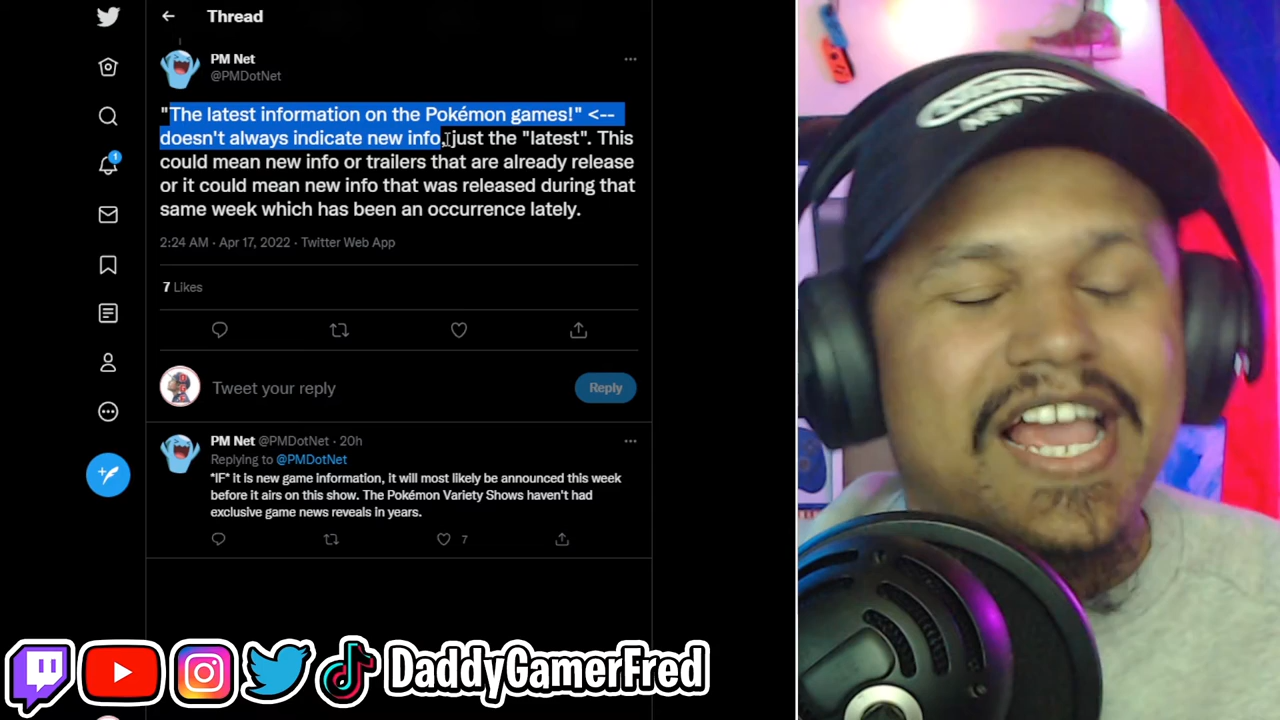 Thread
PM Net
@PMDotNet
"The latest information on the Pokémon games!" <--
doesn't always indicate new info, just the "latest". This
could mean new info or trailers that are already release
or it could mean new info that was released during that
same week which has been an occurrence lately.
2:24 AM · Apr 17, 2022 · Twitter Web App
7 Likes
Tweet your reply
Reply
1
PM Net @PMDotNet · 20h
Replying to @PMDotNet
*IF* it is new game information, it will most likely be announced this week
before it airs on this show. The Pokémon Variety Shows haven't had
exclusive game news reveals in years.
7
DaddyGamerFred